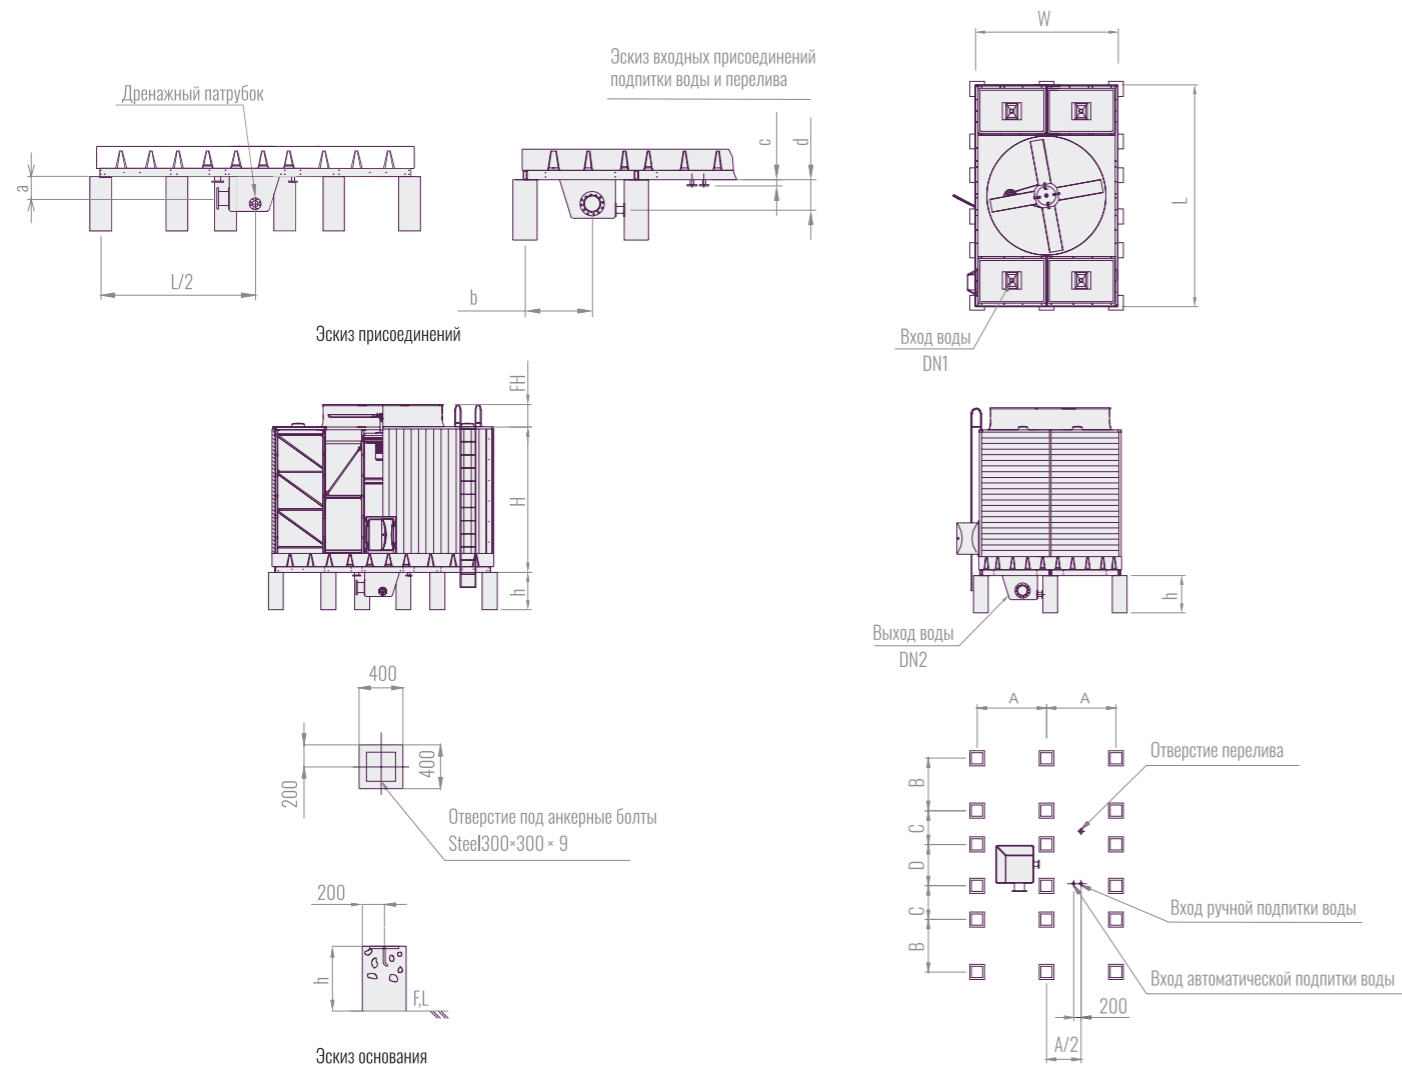 W
Эскиз входных присоединений
подпитки воды и перелива
Дренажный патрубок
c
d
a
L
L/2
b
Эскиз присоединений
Вход воды
DN1
FH
H
h
h
Выход воды
DN2
400
400
200
Отверстие под анкерные болты
Steel300×300 × 9
200
h
F,L
Эскиз основания
A
A
Отверстие перелива
B
C
D
C
B
Вход ручной подпитки воды
Вход автоматической подпитки воды
200
A/2